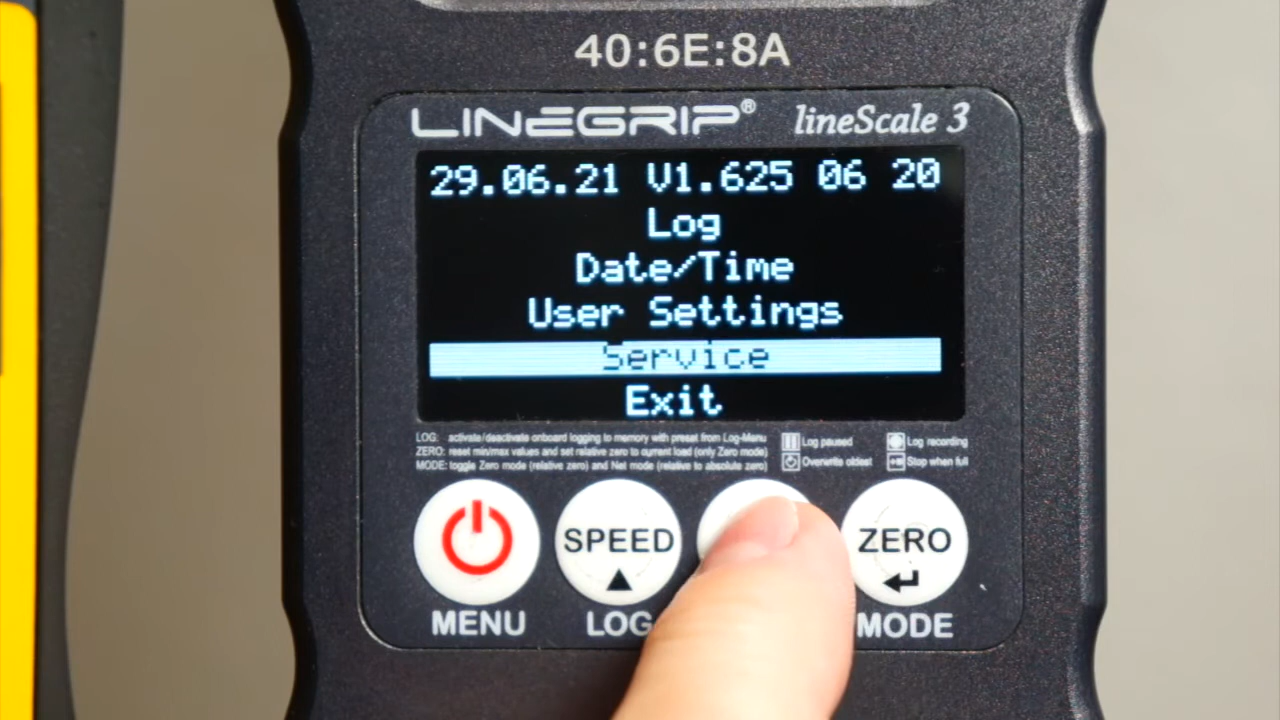 40:6E:8A
LINEGRIP® lineScale 3
29.06.21 V1.625 06 20
Log
Date/Time
User Settings
Service
Exit
LOG: activate/deactivate onboard logging to memory with preset from Log-Menu
ZERO: reset min/max values and set relative zero to current load (only Zero mode)
MODE: toggle Zero mode (relative zero) and Net mode (relative to absolute zero)
Log paused
Log recording
Overwrite oldest
Stop when full
SPEED
ZERO
MENU
LOG
MODE